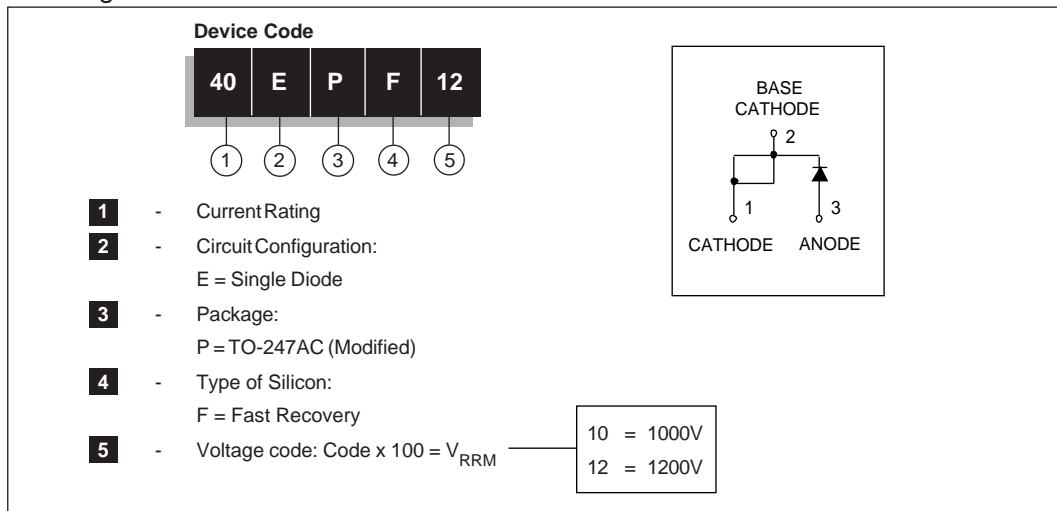 Device Code
40 E P F 12
1 2 3 4 5
1 - Current Rating
2 - Circuit Configuration:
E = Single Diode
3 - Package:
P = TO-247AC (Modified)
4 - Type of Silicon:
F = Fast Recovery
5 - Voltage code: Code x 100 = VRRM
10 = 1000V
12 = 1200V
BASE
CATHODE
2
1 3
CATHODE ANODE